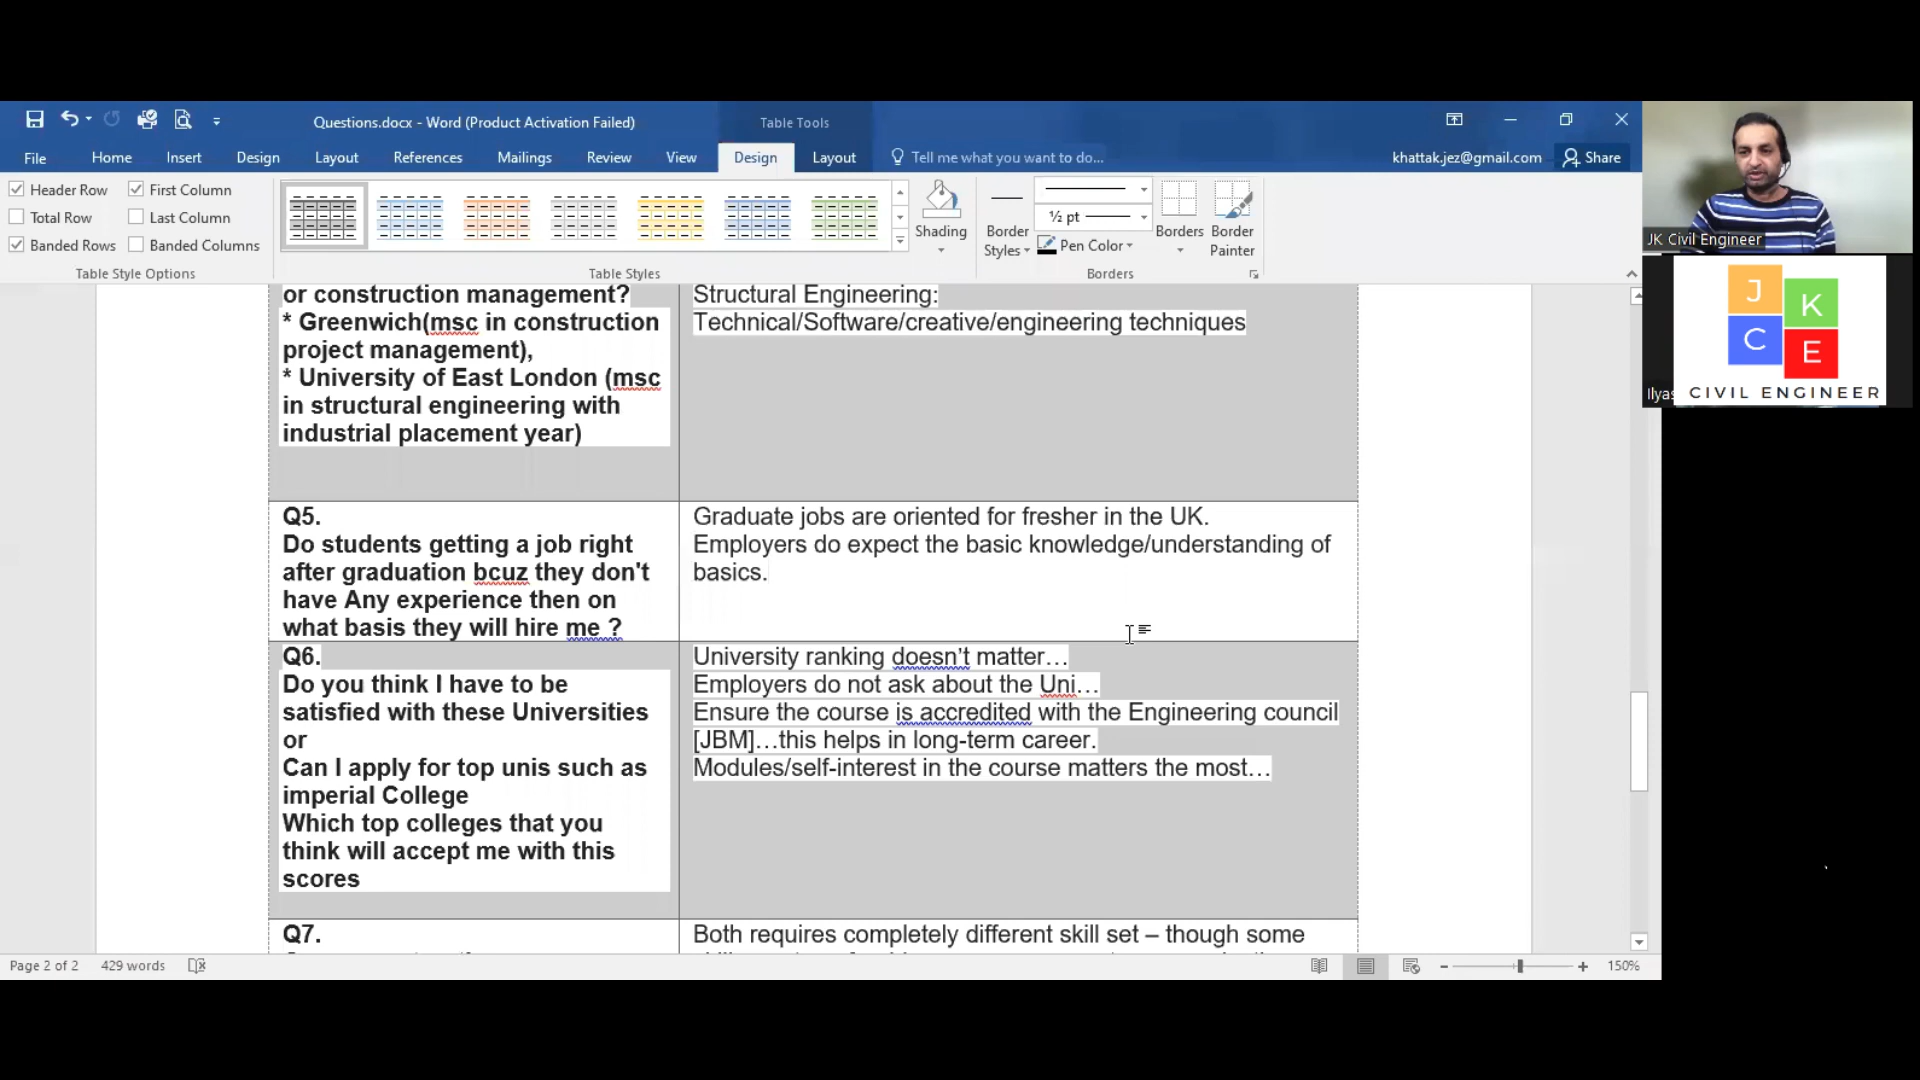 Questions.docx - Word (Product Activation Failed)
Table Tools
File
Home
Insert
Design
Layout
References
Mailings
Review
View
Design
Layout
Tell me what you want to do...
khattak.jez@gmail.com
Share
Header Row
First Column
Total Row
Last Column
Banded Rows
Banded Columns
Table Style Options
Table Styles
Shading
Border
Styles
½ pt
Pen Color
Borders
Border
Painter
Borders
JK Civil Engineer
J
K
C
E
CIVIL ENGINEER
Ilyas
or construction management?
* Greenwich(msc in construction
project management),
* University of East London (msc
in structural engineering with
industrial placement year)
Structural Engineering:
Technical/Software/creative/engineering techniques
Q5.
Do students getting a job right
after graduation bcuz they don't
have Any experience then on
what basis they will hire me ?
Graduate jobs are oriented for fresher in the UK.
Employers do expect the basic knowledge/understanding of
basics.
Q6.
Do you think I have to be
satisfied with these Universities
or
Can I apply for top unis such as
imperial College
Which top colleges that you
think will accept me with this
scores
University ranking doesn’t matter…
Employers do not ask about the Uni…
Ensure the course is accredited with the Engineering council
[JBM]…this helps in long-term career.
Modules/self-interest in the course matters the most…
Q7.
Both requires completely different skill set – though some
Page 2 of 2
429 words
150%